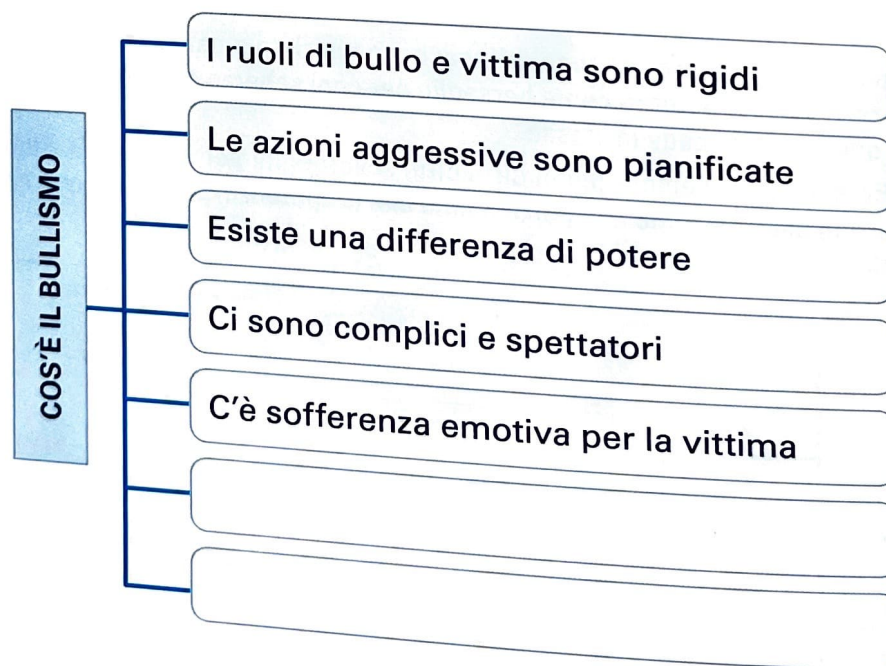 COS'È IL BULLISMO
I ruoli di bullo e vittima sono rigidi
Le azioni aggressive sono pianificate
Esiste una differenza di potere
Ci sono complici e spettatori
C'è sofferenza emotiva per la vittima